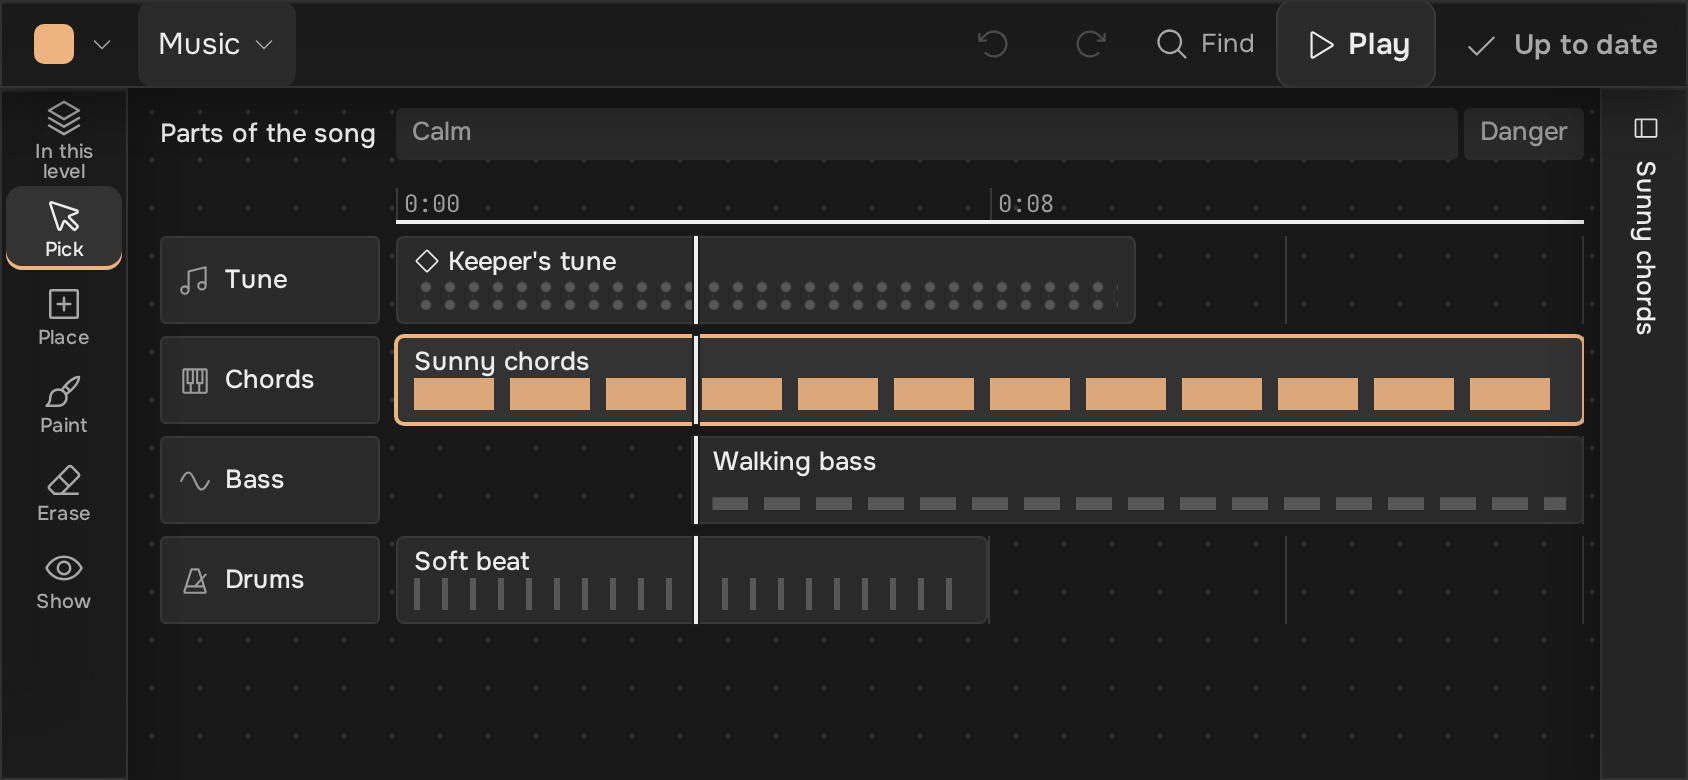 Music
Find
Play
Up to date
In this
level
Pick
Place
Paint
Erase
Show
Parts of the song
Calm
Danger
0:00
0:08
Tune
Keeper's tune
Chords
Sunny chords
Bass
Walking bass
Drums
Soft beat
Sunny chords